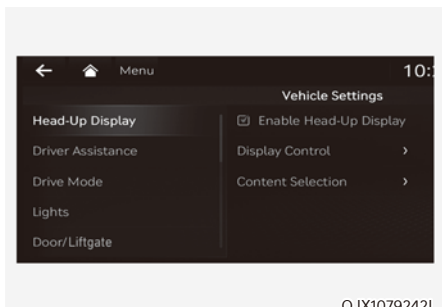 Menu
10:
Vehicle Settings
Head-Up Display
Enable Head-Up Display
Driver Assistance
Display Control
Drive Mode
Content Selection
Lights
Door/Liftgate